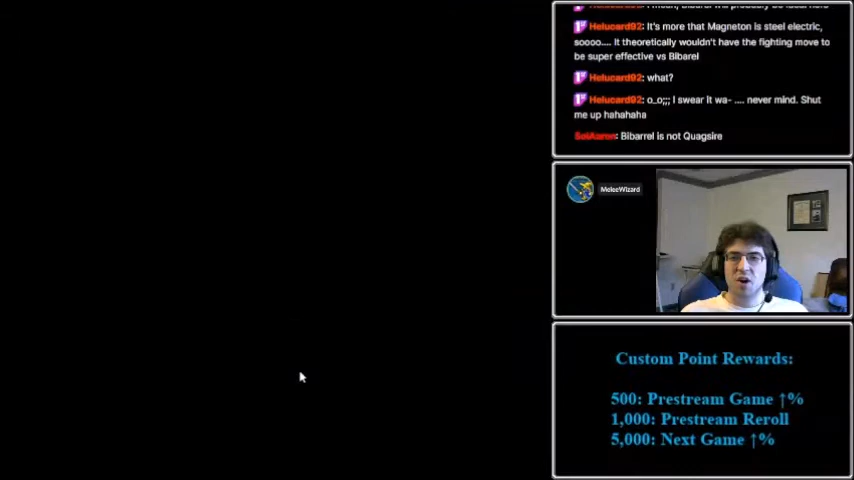 Helucard92: It's more that Magneton is steel electric,
soooo.... It theoretically wouldn't have the fighting move to
be super effective vs Bibarel
Helucard92: what?
Helucard92: o_o;;; I swear it wa- .... never mind. Shut
me up hahahaha
SolAaron: Bibarrel is not Quagsire
MeleeWizard
Custom Point Rewards:
500: Prestream Game ↑%
1,000: Prestream Reroll
5,000: Next Game ↑%